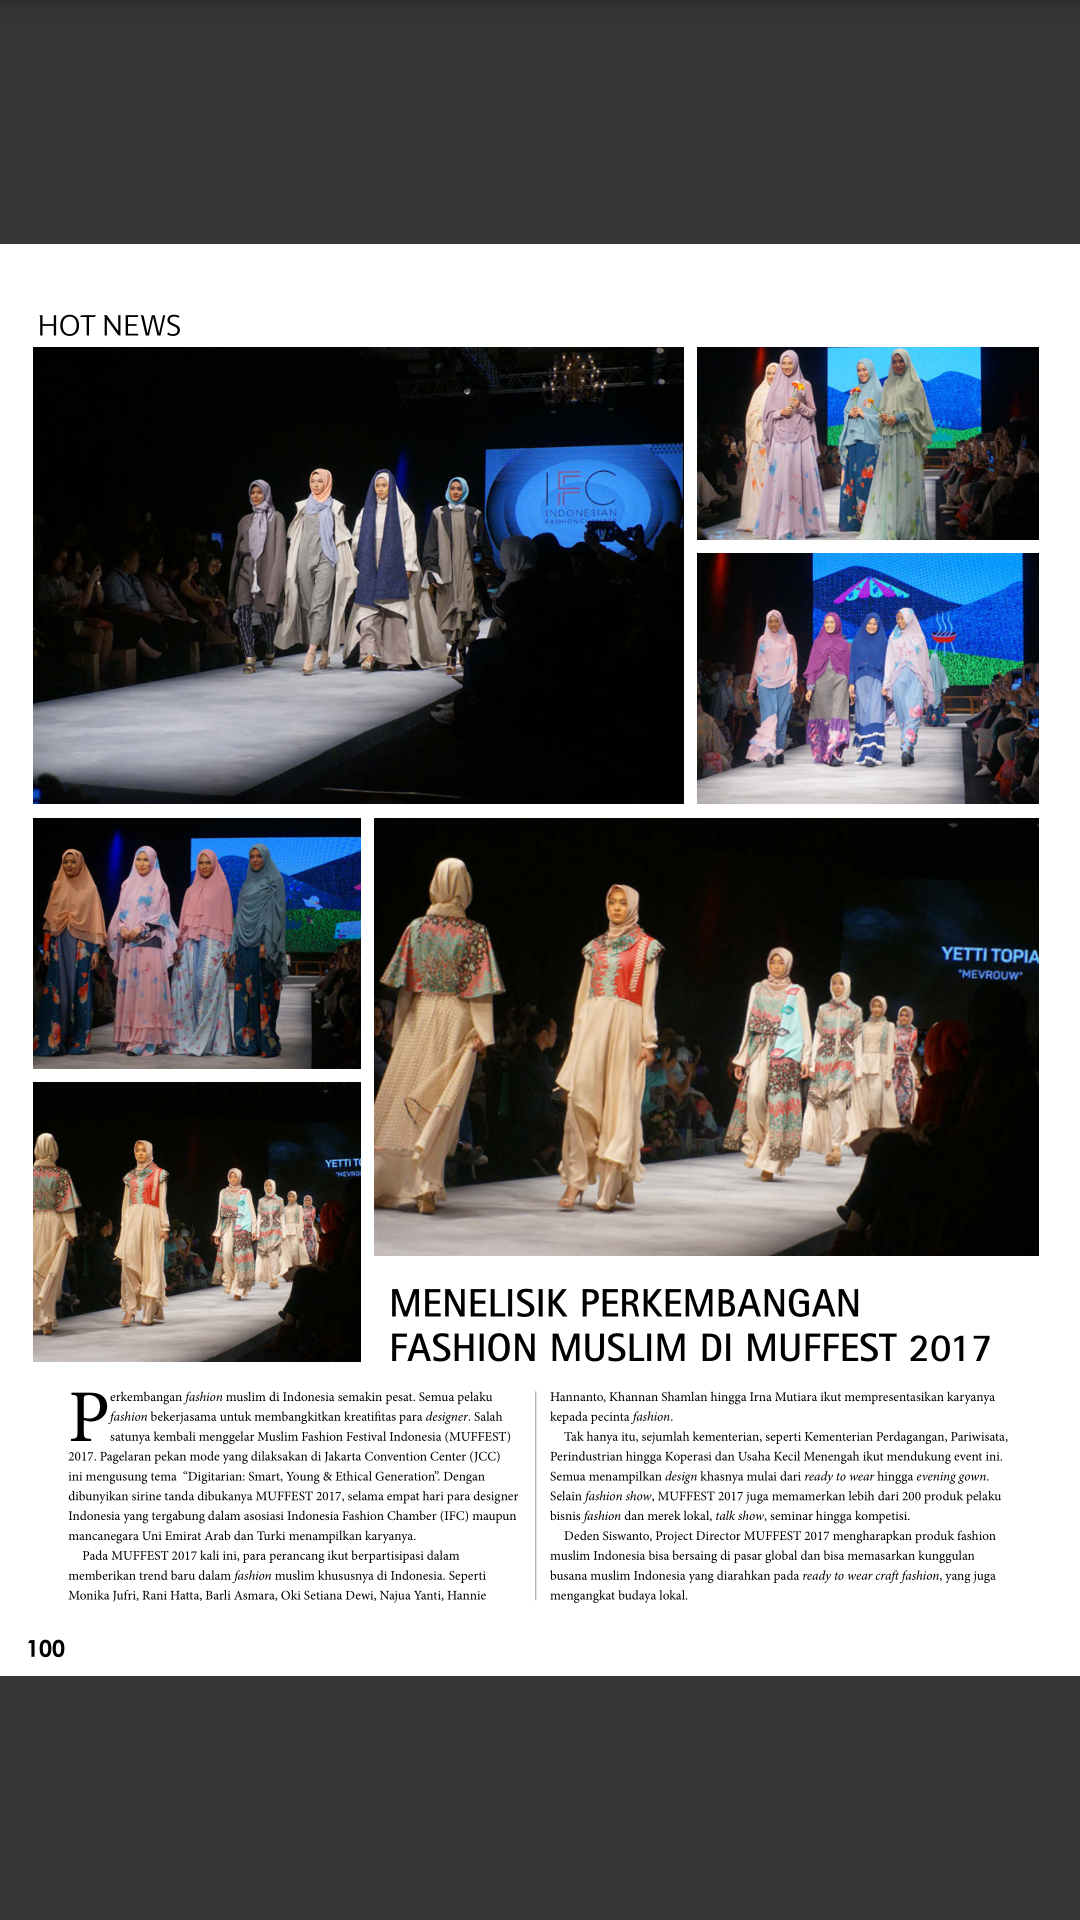 HOT NEWS
IFC
INDONESIAN
FASHION CHAMBER
YETTI TOPIA
"MEVROUW"
YETTI TO
"MEVROU
MENELISIK PERKEMBANGAN
FASHION MUSLIM DI MUFFEST 2017
Perkembangan fashion muslim di Indonesia semakin pesat. Semua pelaku
fashion bekerjasama untuk membangkitkan kreatifitas para designer. Salah
satunya kembali menggelar Muslim Fashion Festival Indonesia (MUFFEST)
2017. Pagelaran pekan mode yang dilaksakan di Jakarta Convention Center (JCC)
ini mengusung tema “Digitarian: Smart, Young & Ethical Generation”. Dengan
dibunyikan sirine tanda dibukanya MUFFEST 2017, selama empat hari para designer
Indonesia yang tergabung dalam asosiasi Indonesia Fashion Chamber (IFC) maupun
mancanegara Uni Emirat Arab dan Turki menampilkan karyanya.
Pada MUFFEST 2017 kali ini, para perancang ikut berpartisipasi dalam
memberikan trend baru dalam fashion muslim khususnya di Indonesia. Seperti
Monika Jufri, Rani Hatta, Barli Asmara, Oki Setiana Dewi, Najua Yanti, Hannie
Hannanto, Khannan Shamlan hingga Irna Mutiara ikut mempresentasikan karyanya
kepada pecinta fashion.
Tak hanya itu, sejumlah kementerian, seperti Kementerian Perdagangan, Pariwisata,
Perindustrian hingga Koperasi dan Usaha Kecil Menengah ikut mendukung event ini.
Semua menampilkan design khasnya mulai dari ready to wear hingga evening gown.
Selain fashion show, MUFFEST 2017 juga memamerkan lebih dari 200 produk pelaku
bisnis fashion dan merek lokal, talk show, seminar hingga kompetisi.
Deden Siswanto, Project Director MUFFEST 2017 mengharapkan produk fashion
muslim Indonesia bisa bersaing di pasar global dan bisa memasarkan kunggulan
busana muslim Indonesia yang diarahkan pada ready to wear craft fashion, yang juga
mengangkat budaya lokal.
100